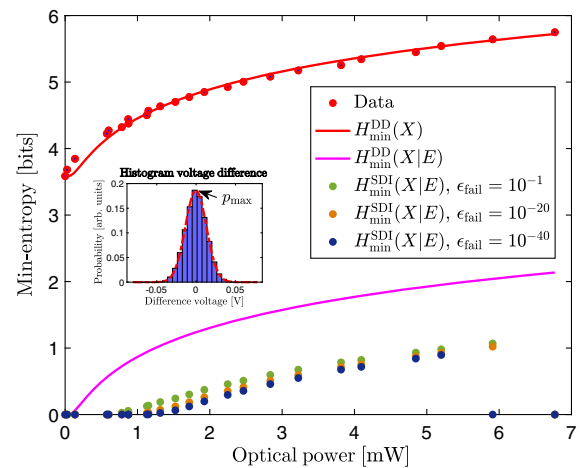 6
5
4
3
2
1
0
Min-entropy [bits]
0 1 2 3 4 5 6 7
Optical power [mW]
Data
H_min^DD(X)
H_min^DD(X|E)
H_min^SDI(X|E), ϵ_fail = 10^-1
H_min^SDI(X|E), ϵ_fail = 10^-20
H_min^SDI(X|E), ϵ_fail = 10^-40
Histogram voltage difference
p_max
0.2
0.15
0.1
0.05
0
Probability [arb. units]
-0.05 0 0.05
Difference voltage [V]